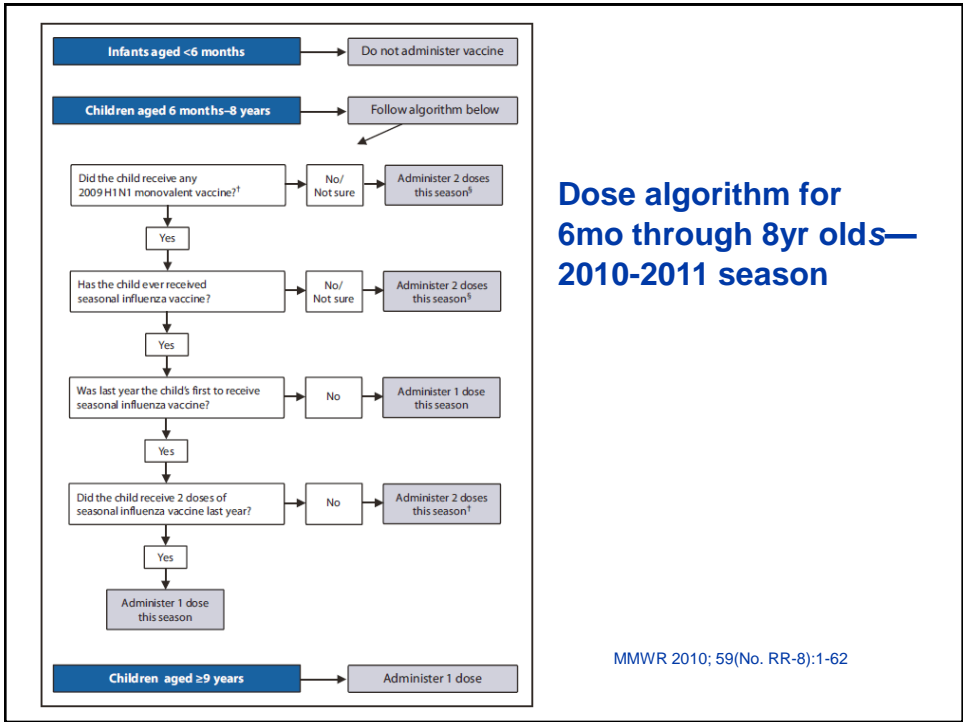 Infants aged <6 months
Do not administer vaccine
Children aged 6 months–8 years
Follow algorithm below
Did the child receive any
2009 H1N1 monovalent vaccine?†
No/
Not sure
Administer 2 doses
this season§
Yes
Has the child ever received
seasonal influenza vaccine?
No/
Not sure
Administer 2 doses
this season§
Yes
Was last year the child's first to receive
seasonal influenza vaccine?
No
Administer 1 dose
this season
Yes
Did the child receive 2 doses of
seasonal influenza vaccine last year?
No
Administer 2 doses
this season†
Yes
Administer 1 dose
this season
Children aged ≥9 years
Administer 1 dose
Dose algorithm for
6mo through 8yr olds—
2010-2011 season
MMWR 2010; 59(No. RR-8):1-62